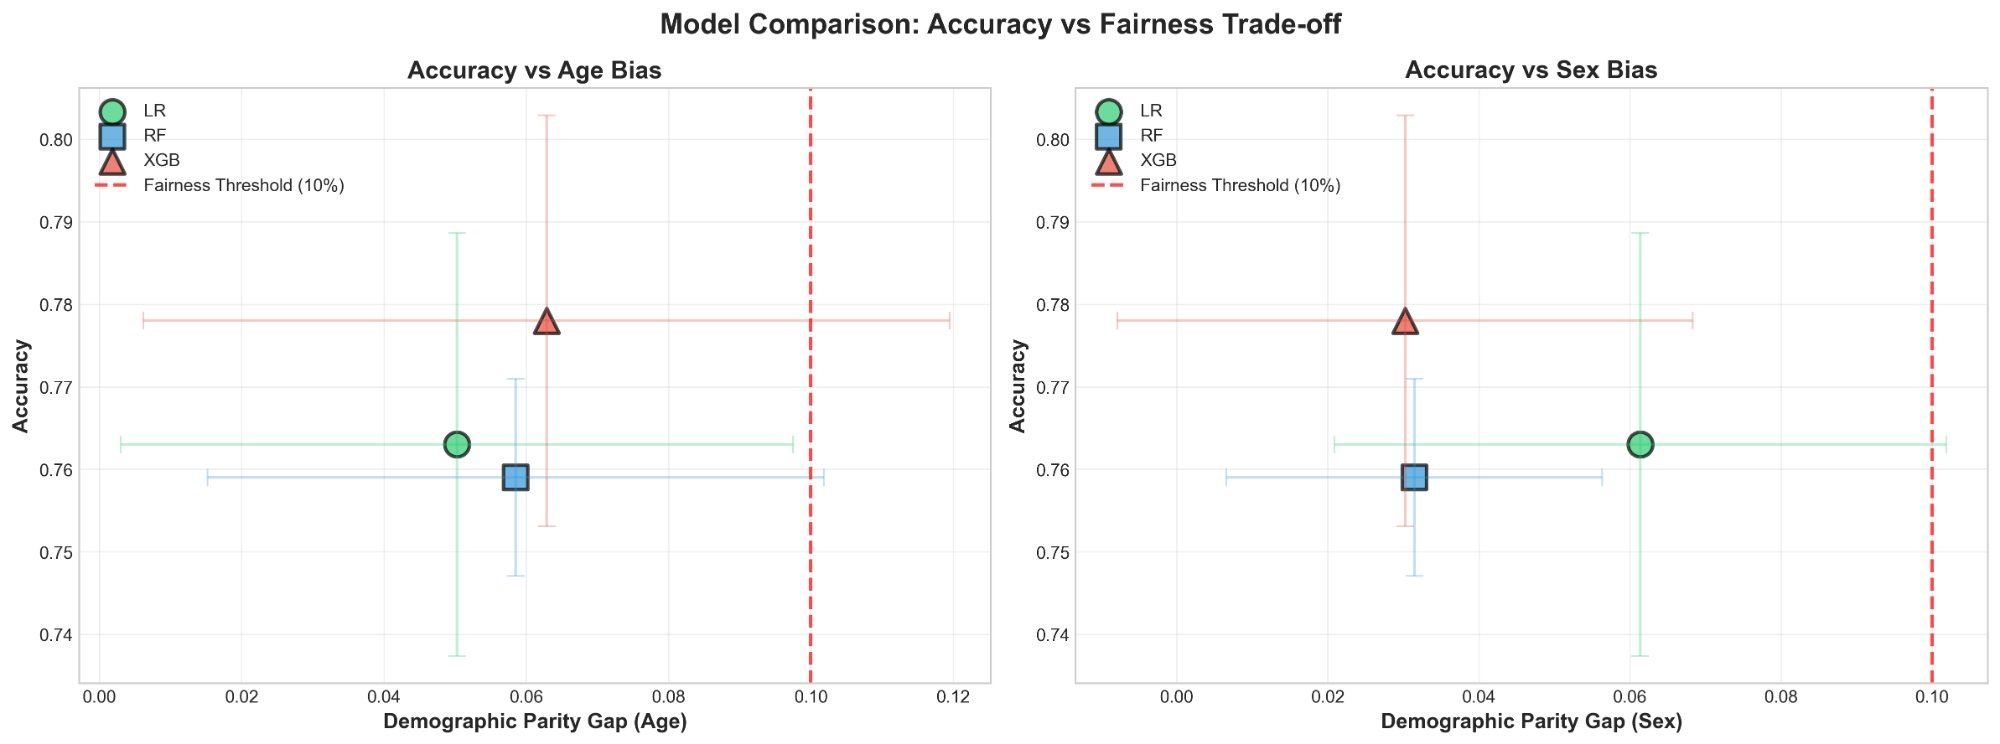 Model Comparison: Accuracy vs Fairness Trade-off
Accuracy vs Age Bias
LR
RF
XGB
Fairness Threshold (10%)
0.80
0.79
0.78
0.77
0.76
0.75
0.74
Accuracy
0.00 0.02 0.04 0.06 0.08 0.10 0.12
Demographic Parity Gap (Age)
Accuracy vs Sex Bias
LR
RF
XGB
Fairness Threshold (10%)
0.80
0.79
0.78
0.77
0.76
0.75
0.74
Accuracy
0.00 0.02 0.04 0.06 0.08 0.10
Demographic Parity Gap (Sex)